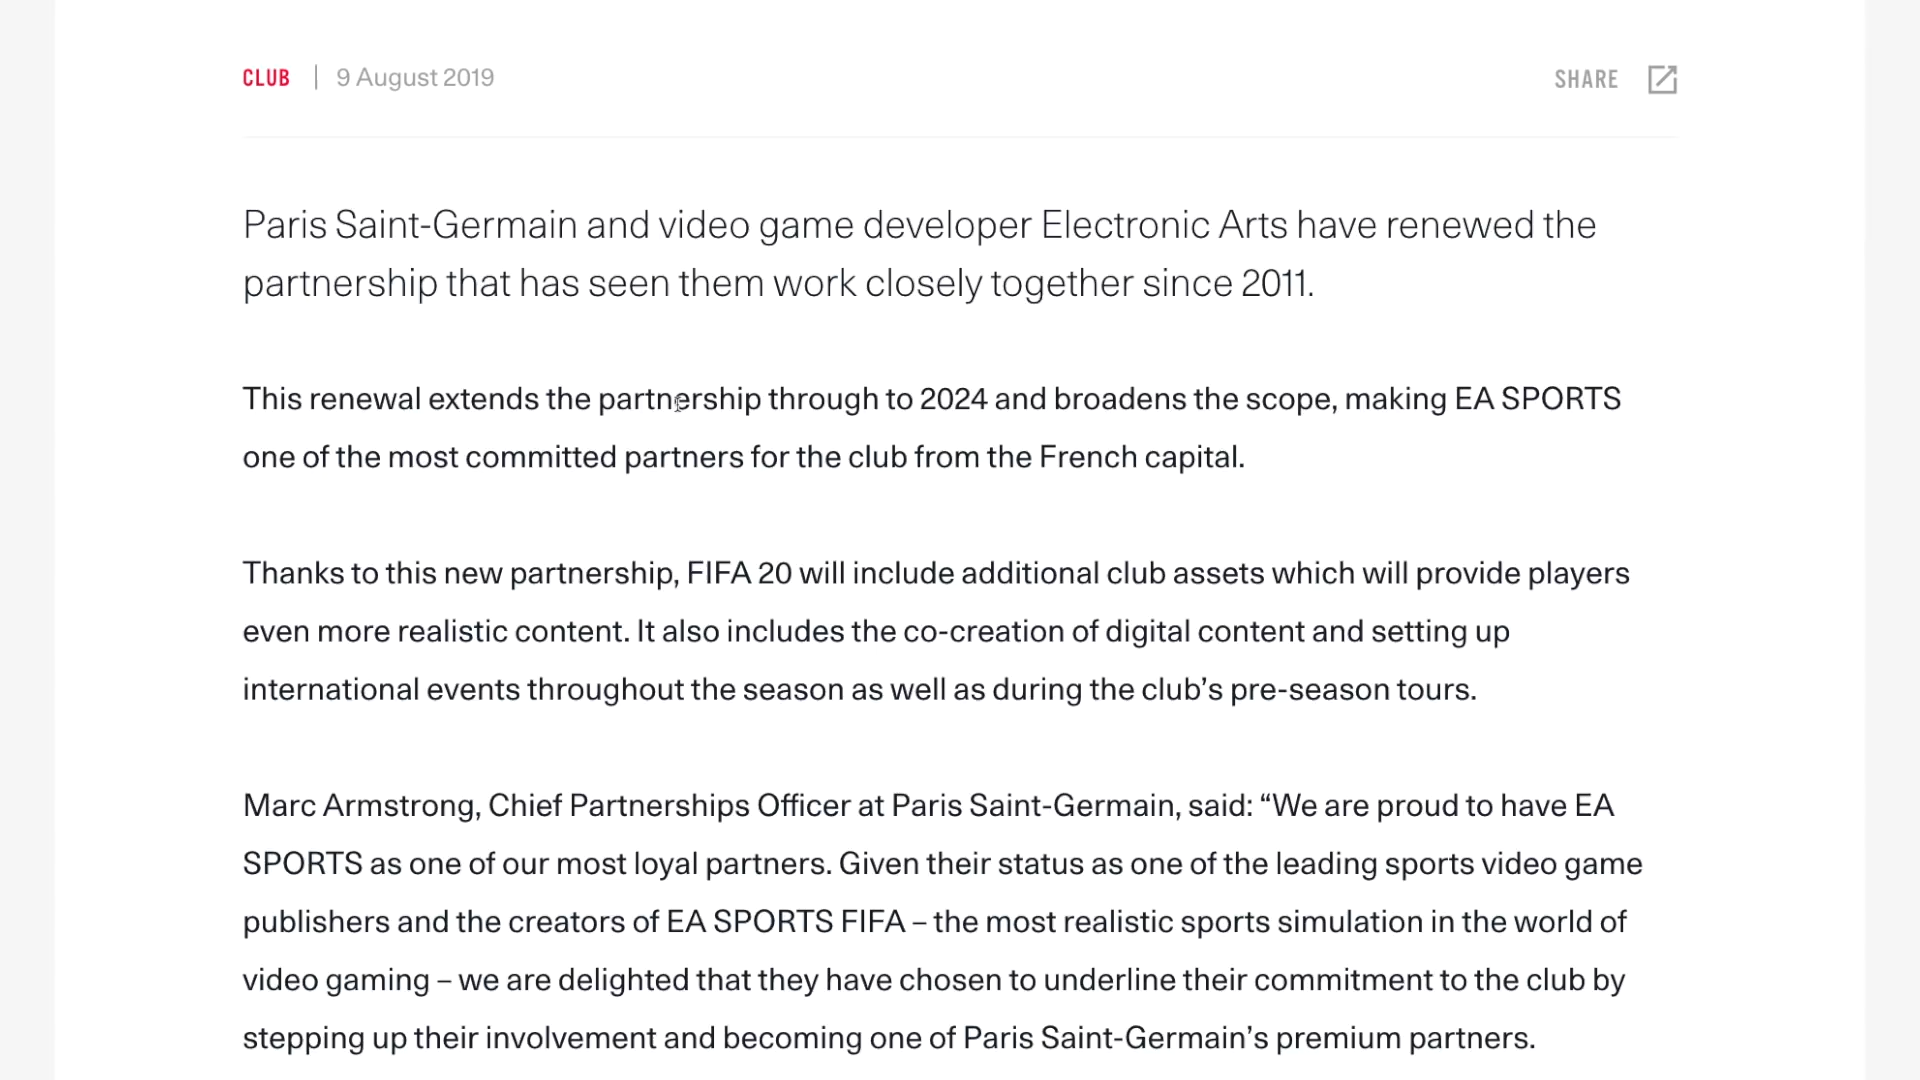 CLUB | 9 August 2019 SHARE
Paris Saint-Germain and video game developer Electronic Arts have renewed the
partnership that has seen them work closely together since 2011.
This renewal extends the partnership through to 2024 and broadens the scope, making EA SPORTS
one of the most committed partners for the club from the French capital.
Thanks to this new partnership, FIFA 20 will include additional club assets which will provide players
even more realistic content. It also includes the co-creation of digital content and setting up
international events throughout the season as well as during the club’s pre-season tours.
Marc Armstrong, Chief Partnerships Officer at Paris Saint-Germain, said: “We are proud to have EA
SPORTS as one of our most loyal partners. Given their status as one of the leading sports video game
publishers and the creators of EA SPORTS FIFA – the most realistic sports simulation in the world of
video gaming – we are delighted that they have chosen to underline their commitment to the club by
stepping up their involvement and becoming one of Paris Saint-Germain’s premium partners.